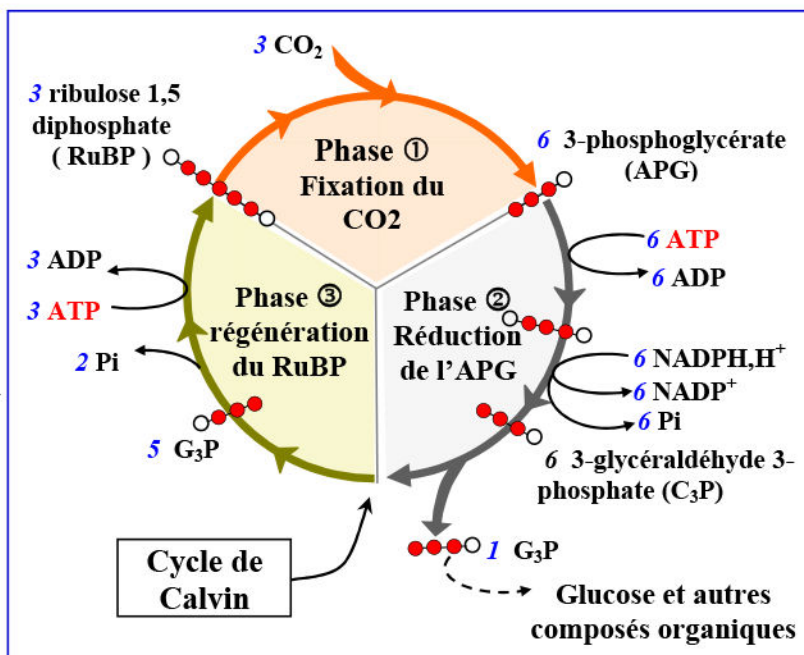 3 CO₂
3 ribulose 1,5
diphosphate
( RuBP )
Phase ①
Fixation du
CO2
6 3-phosphoglycérate
(APG)
6 ATP
6 ADP
Phase ②
Réduction
de l'APG
6 NADPH,H⁺
6 NADP⁺
6 Pi
6 3-glycéraldéhyde 3-
phosphate (C₃P)
1 G₃P
Glucose et autres
composés organiques
Phase ③
régénération
du RuBP
3 ADP
3 ATP
2 Pi
5 G₃P
Cycle de
Calvin